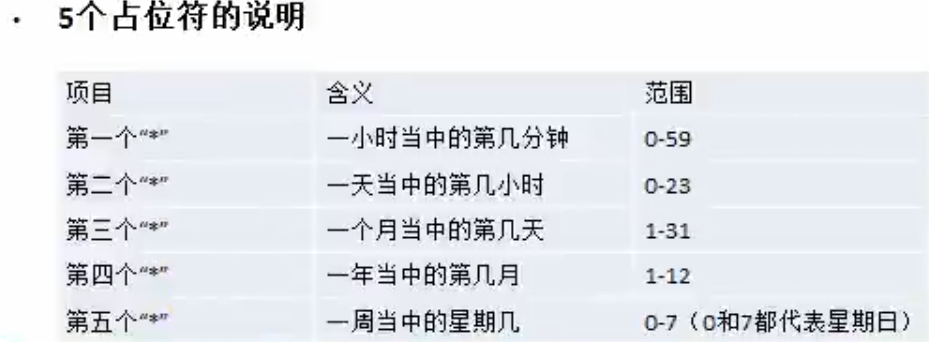 · 5个占位符的说明
项目 含义 范围
第一个“*” 一小时当中的第几分钟 0-59
第二个“*” 一天当中的第几小时 0-23
第三个“*” 一个月当中的第几天 1-31
第四个“*” 一年当中的第几月 1-12
第五个“*” 一周当中的星期几 0-7（0和7都代表星期日）